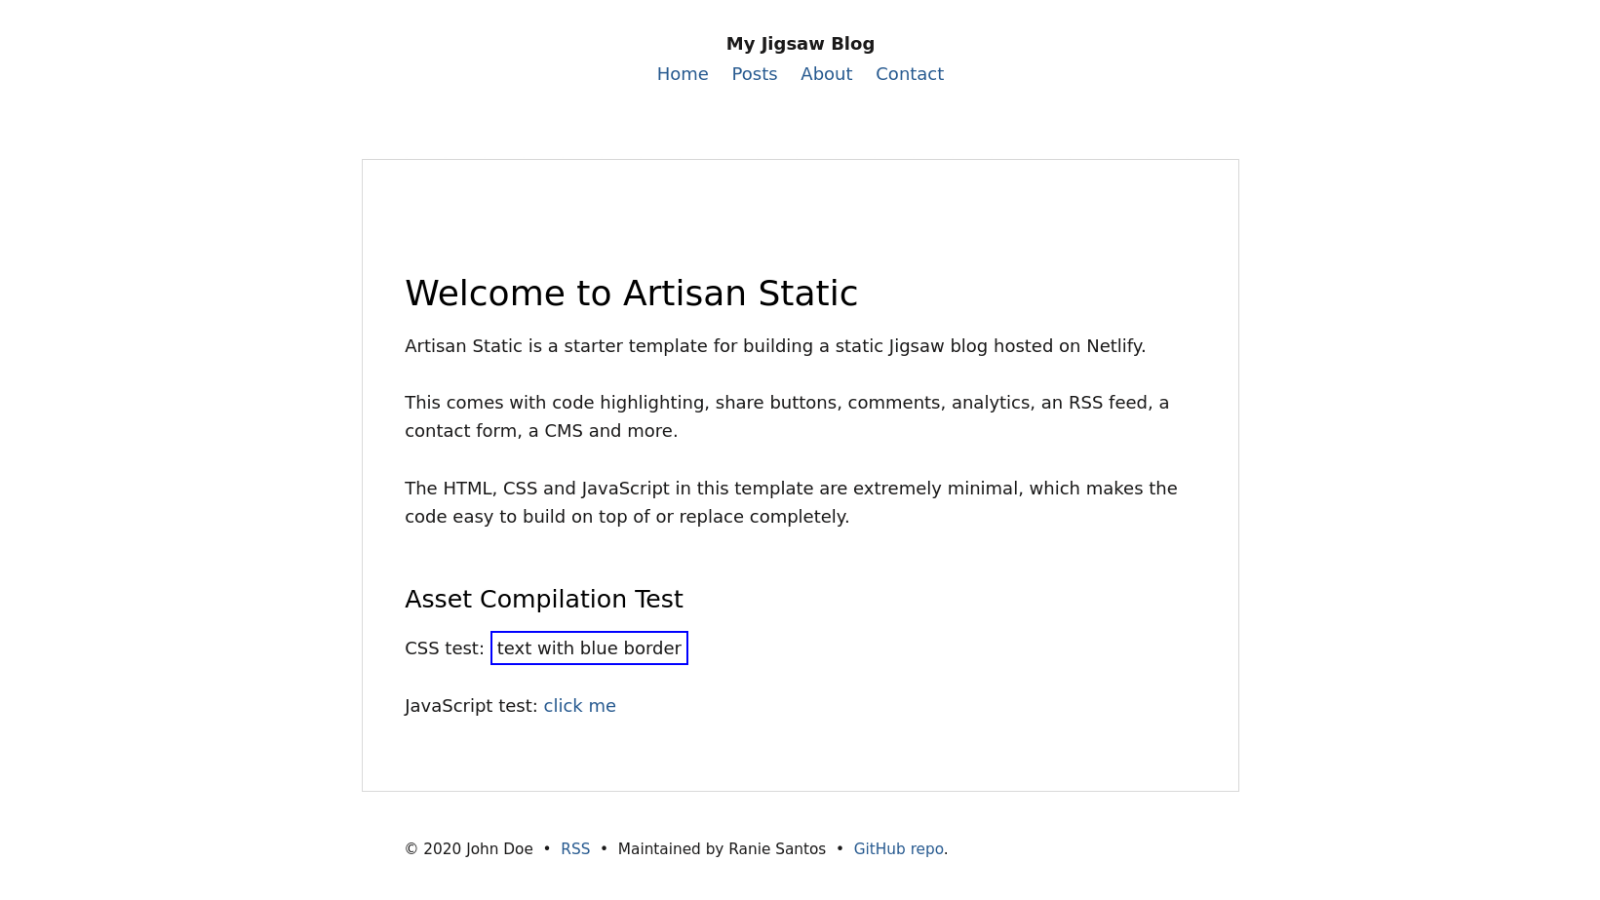 My Jigsaw Blog
Home Posts About Contact
Welcome to Artisan Static
Artisan Static is a starter template for building a static Jigsaw blog hosted on Netlify.
This comes with code highlighting, share buttons, comments, analytics, an RSS feed, a
contact form, a CMS and more.
The HTML, CSS and JavaScript in this template are extremely minimal, which makes the
code easy to build on top of or replace completely.
Asset Compilation Test
CSS test: text with blue border
JavaScript test: click me
© 2020 John Doe • RSS • Maintained by Ranie Santos • GitHub repo.